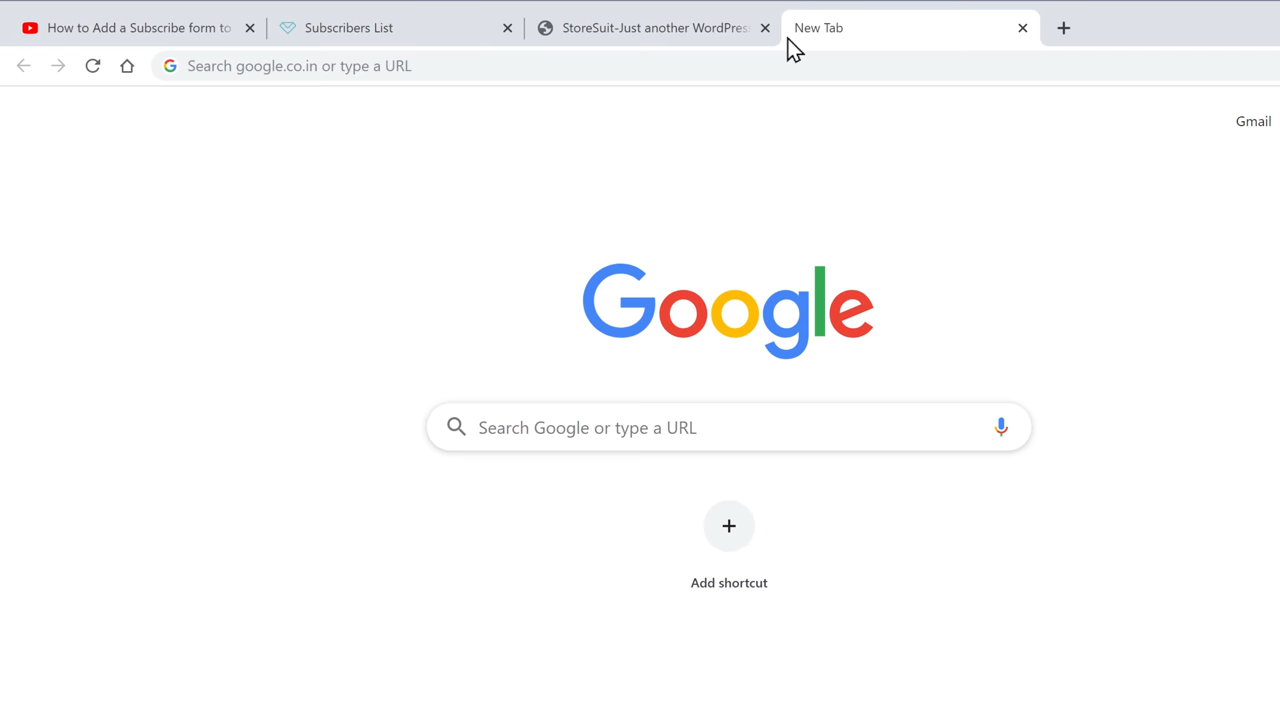 How to Add a Subscribe form to
Subscribers List
StoreSuit-Just another WordPres
New Tab
Search google.co.in or type a URL
Gmail
Google
Search Google or type a URL
Add shortcut